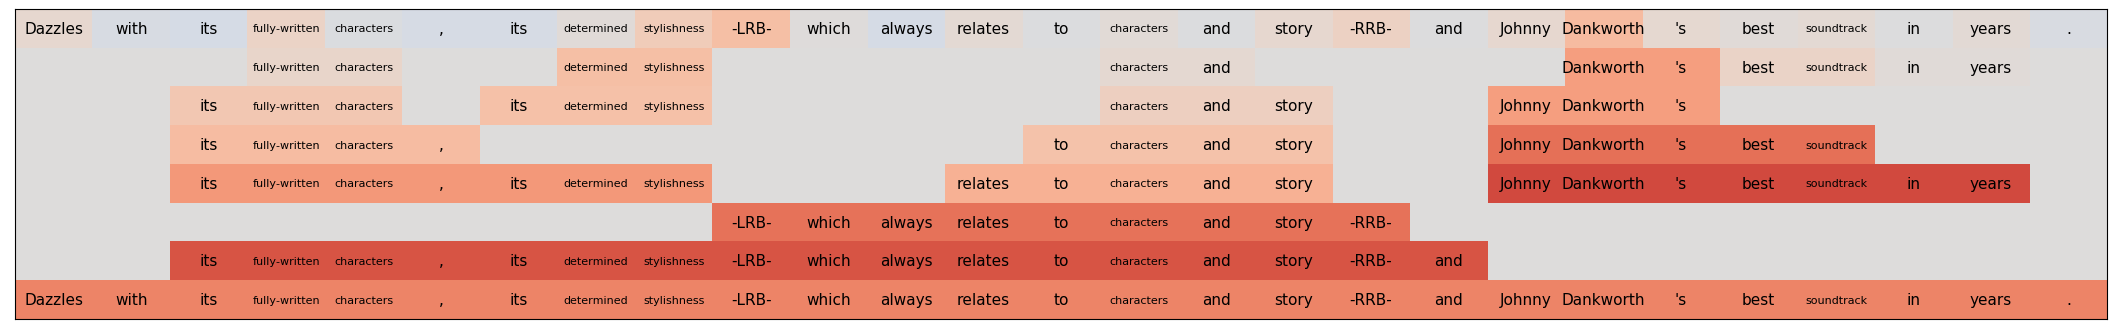 Dazzles with its fully-written characters , its determined stylishness -LRB- which always relates to characters and story -RRB- and Johnny Dankworth 's best soundtrack in years .
fully-written characters determined stylishness characters and Dankworth 's best soundtrack in years
its fully-written characters its determined stylishness characters and story Johnny Dankworth 's
its fully-written characters , to characters and story Johnny Dankworth 's best soundtrack
its fully-written characters , its determined stylishness relates to characters and story Johnny Dankworth 's best soundtrack in years
-LRB- which always relates to characters and story -RRB-
its fully-written characters , its determined stylishness -LRB- which always relates to characters and story -RRB- and
Dazzles with its fully-written characters , its determined stylishness -LRB- which always relates to characters and story -RRB- and Johnny Dankworth 's best soundtrack in years .